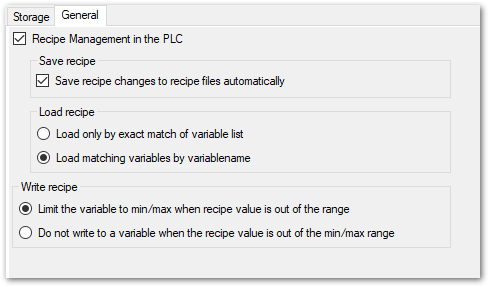 Storage General
Recipe Management in the PLC
Save recipe
Save recipe changes to recipe files automatically
Load recipe
Load only by exact match of variable list
Load matching variables by variablename
Write recipe
Limit the variable to min/max when recipe value is out of the range
Do not write to a variable when the recipe value is out of the min/max range